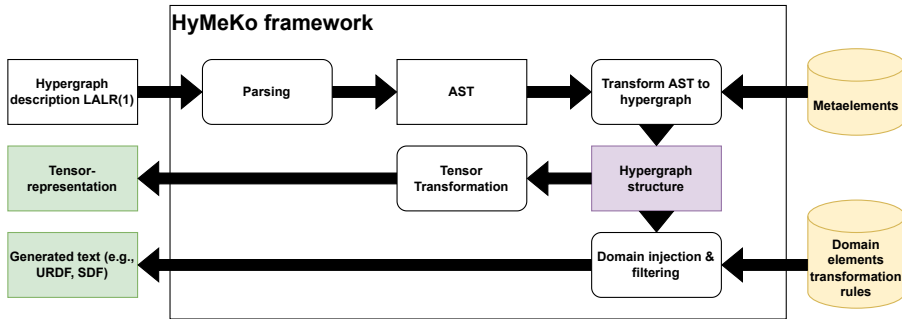 HyMeKo framework
Hypergraph
description LALR(1)
Parsing
AST
Transform AST to
hypergraph
Metaelements
Tensor-
representation
Tensor
Transformation
Hypergraph
structure
Generated text (e.g.,
URDF, SDF)
Domain injection &
filtering
Domain
elements
transformation
rules